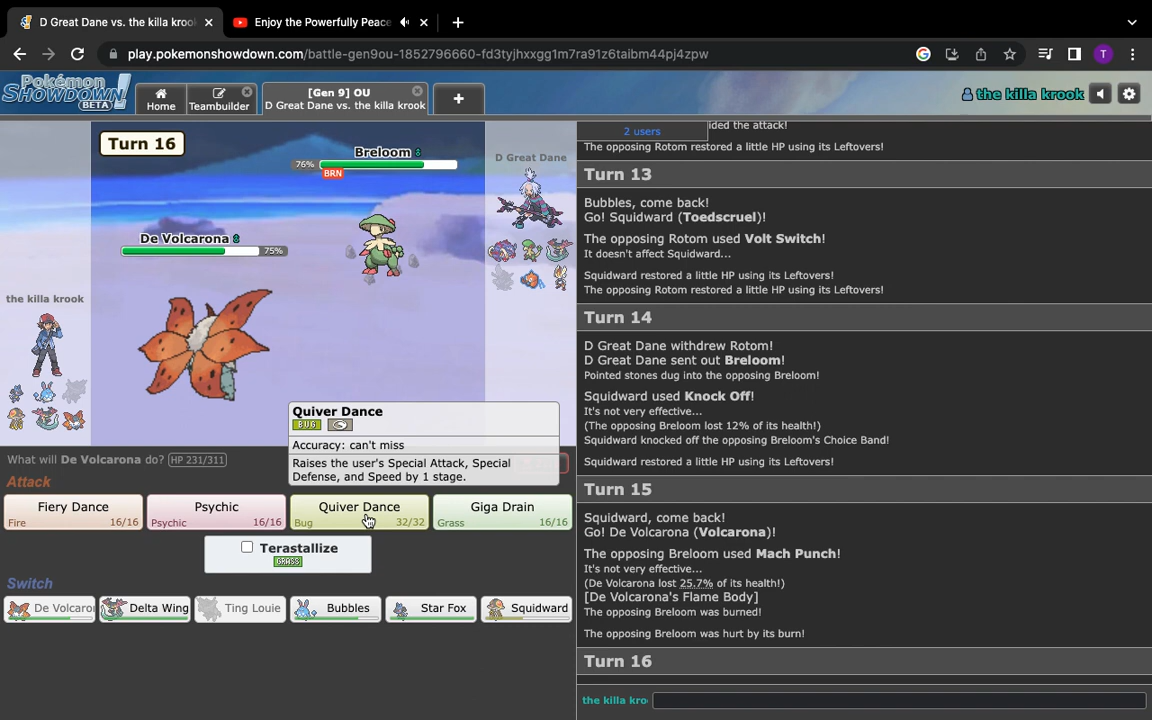 D Great Dane vs. the killa kroo
Enjoy the Powerfully Peace
play.pokemonshowdown.com/battle-gen9ou-1852796660-fd3tyjhxxgg1m7ra91z6taibm44pj4zpw
T
Pokémon
SHOWDOWN!
BETA
Home
Teambuilder
[Gen 9] OU
D Great Dane vs. the killa krook
the killa krook
Turn 16
Breloom
76%
BRN
De Volcarona
75%
D Great Dane
the killa krook
Quiver Dance
BUG
Accuracy: can't miss
Raises the user's Special Attack, Special
Defense, and Speed by 1 stage.
What will De Volcarona do? HP 231/311
Attack
Fiery Dance
Fire 16/16
Psychic
Psychic 16/16
Quiver Dance
Bug 32/32
Giga Drain
Grass 16/16
Terastallize
GRASS
Switch
De Volcaro
Delta Wing
Ting Louie
Bubbles
Star Fox
Squidward
2 users
ided the attack!
The opposing Rotom restored a little HP using its Leftovers!
Turn 13
Bubbles, come back!
Go! Squidward (Toedscruel)!
The opposing Rotom used Volt Switch!
It doesn't affect Squidward...
Squidward restored a little HP using its Leftovers!
The opposing Rotom restored a little HP using its Leftovers!
Turn 14
D Great Dane withdrew Rotom!
D Great Dane sent out Breloom!
Pointed stones dug into the opposing Breloom!
Squidward used Knock Off!
It's not very effective...
(The opposing Breloom lost 12% of its health!)
Squidward knocked off the opposing Breloom's Choice Band!
Squidward restored a little HP using its Leftovers!
Turn 15
Squidward, come back!
Go! De Volcarona (Volcarona)!
The opposing Breloom used Mach Punch!
It's not very effective...
(De Volcarona lost 25.7% of its health!)
[De Volcarona's Flame Body]
The opposing Breloom was burned!
The opposing Breloom was hurt by its burn!
Turn 16
the killa kro